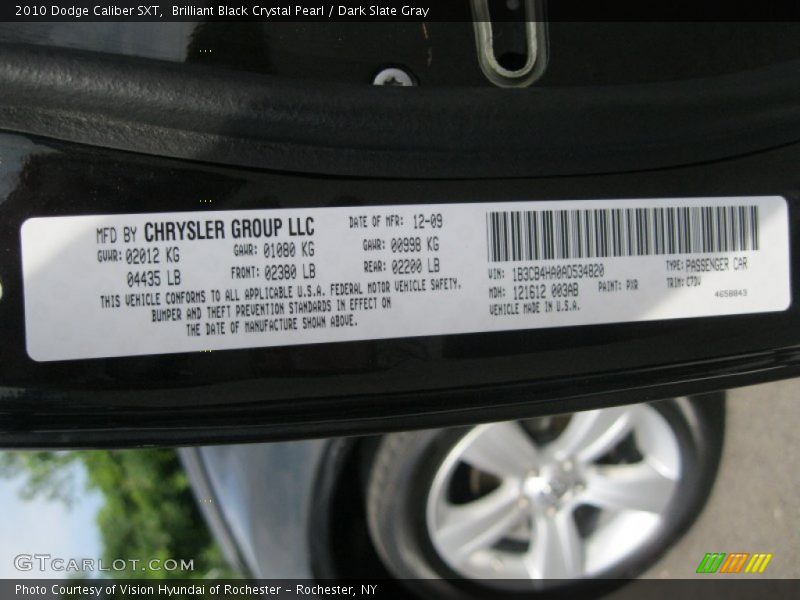 2010 Dodge Caliber SXT,  Brilliant Black Crystal Pearl / Dark Slate Gray
MFD BY CHRYSLER GROUP LLC
DATE OF MFR: 12-09
GVWR: 02012 KG
GAWR: 01080 KG
GAWR: 00998 KG
04435 LB
FRONT: 02380 LB
REAR: 02200 LB
THIS VEHICLE CONFORMS TO ALL APPLICABLE U.S.A. FEDERAL MOTOR VEHICLE SAFETY,
BUMPER AND THEFT PREVENTION STANDARDS IN EFFECT ON
THE DATE OF MANUFACTURE SHOWN ABOVE.
VIN: 1B3CB4HA0AD534820
TYPE: PASSENGER CAR
MDH: 121612 003AB
PAINT: PXR
TRIM: C7DV
VEHICLE MADE IN U.S.A.
4658843
GTCARLOT.COM
Photo Courtesy of Vision Hyundai of Rochester - Rochester, NY